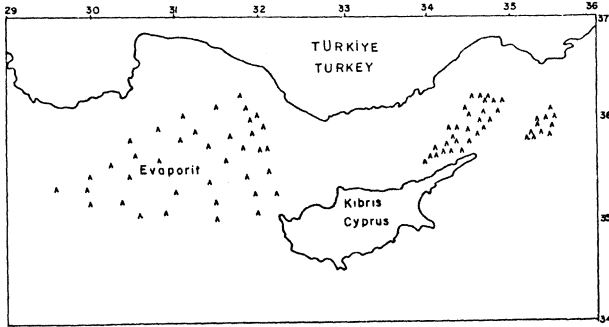 29 30 31 32 33 34 35 36
37
TÜRKİYE
TURKEY
36
Evaporit
Kıbrıs
Cyprus
35
34